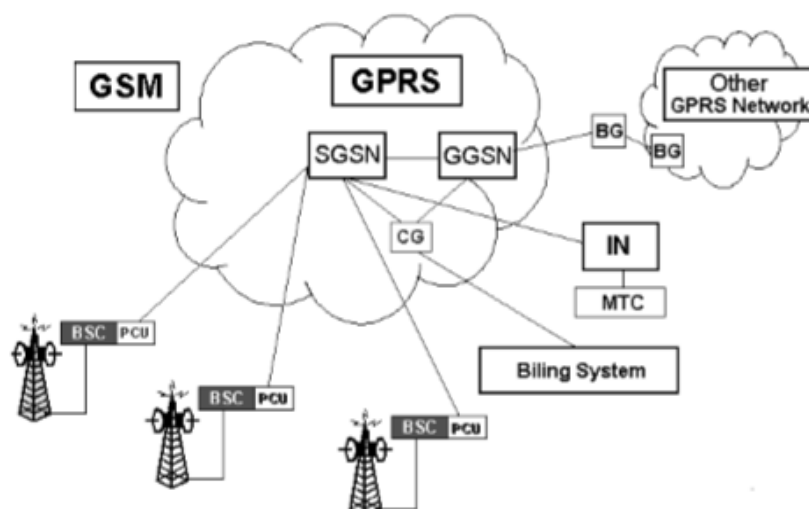 GSM
GPRS
Other
GPRS Network
SGSN
GGSN
BG
BG
CG
IN
MTC
BSC PCU
Biling System
BSC PCU
BSC PCU